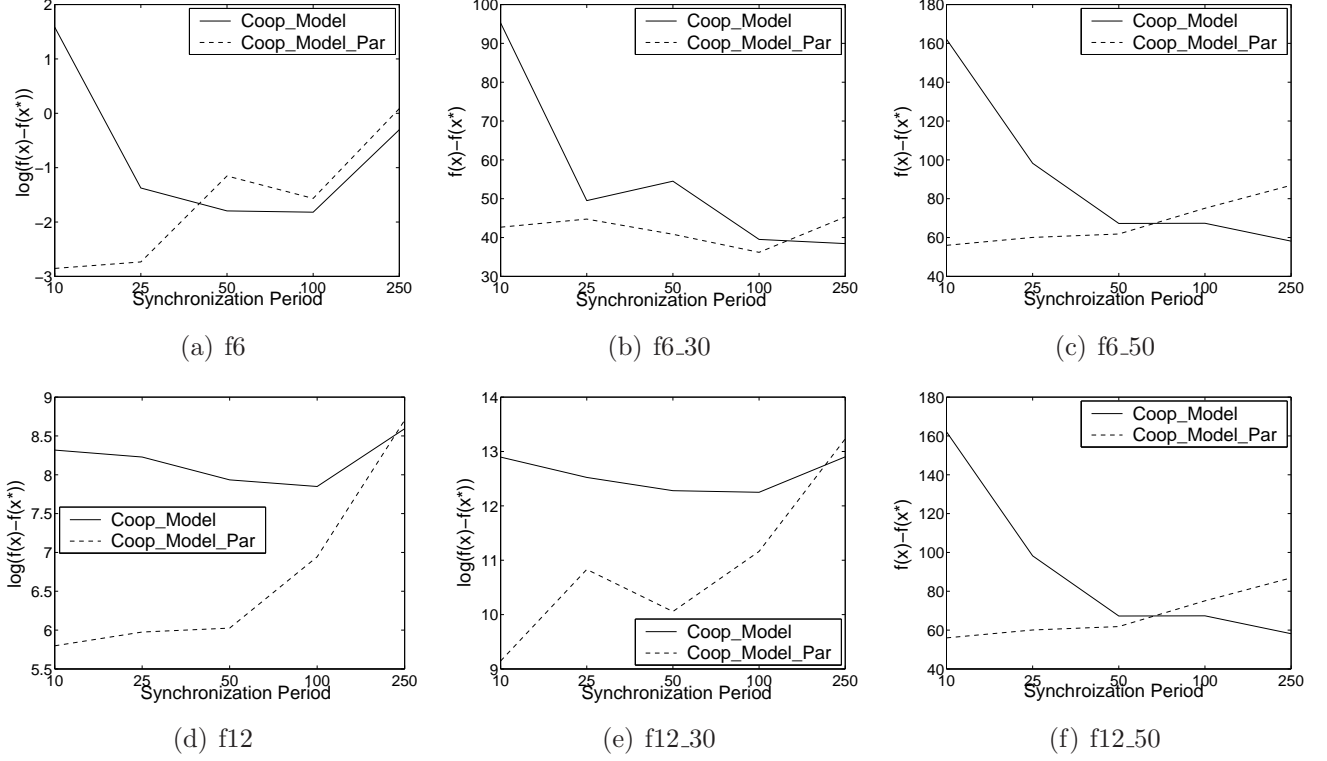 2
1
0
−1
−2
−3
log(f(x)−f(x*))
Coop_Model
Coop_Model_Par
10 25 50 100 250
Synchronization Period
(a) f6
100
90
80
70
60
50
40
30
f(x)−f(x*)
Coop_Model
Coop_Model_Par
10 25 50 100 250
Synchronization Period
(b) f6_30
180
160
140
120
100
80
60
40
f(x)−f(x*)
Coop_Model
Coop_Model_Par
10 25 50 100 250
Synchroization Period
(c) f6_50
9
8.5
8
7.5
7
6.5
6
5.5
log(f(x)−f(x*))
Coop_Model
Coop_Model_Par
10 25 50 100 250
Synchronization Period
(d) f12
14
13
12
11
10
9
log(f(x)−f(x*))
Coop_Model
Coop_Model_Par
10 25 50 100 250
Synchronization Period
(e) f12_30
180
160
140
120
100
80
60
40
f(x)−f(x*)
Coop_Model
Coop_Model_Par
10 25 50 100 250
Synchroization Period
(f) f12_50